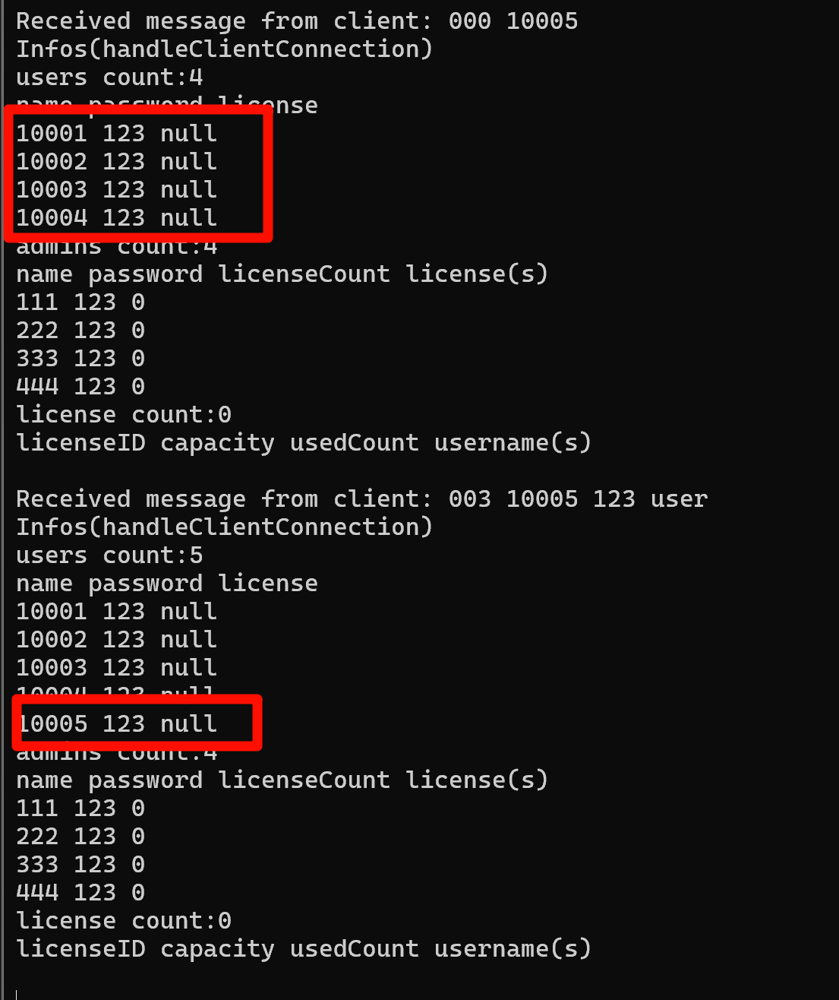 Received message from client: 000 10005
Infos(handleClientConnection)
users count:4
name password license
10001 123 null
10002 123 null
10003 123 null
10004 123 null
admins count:4
name password licenseCount license(s)
111 123 0
222 123 0
333 123 0
444 123 0
license count:0
licenseID capacity usedCount username(s)
Received message from client: 003 10005 123 user
Infos(handleClientConnection)
users count:5
name password license
10001 123 null
10002 123 null
10003 123 null
10004 123 null
10005 123 null
admins count:4
name password licenseCount license(s)
111 123 0
222 123 0
333 123 0
444 123 0
license count:0
licenseID capacity usedCount username(s)